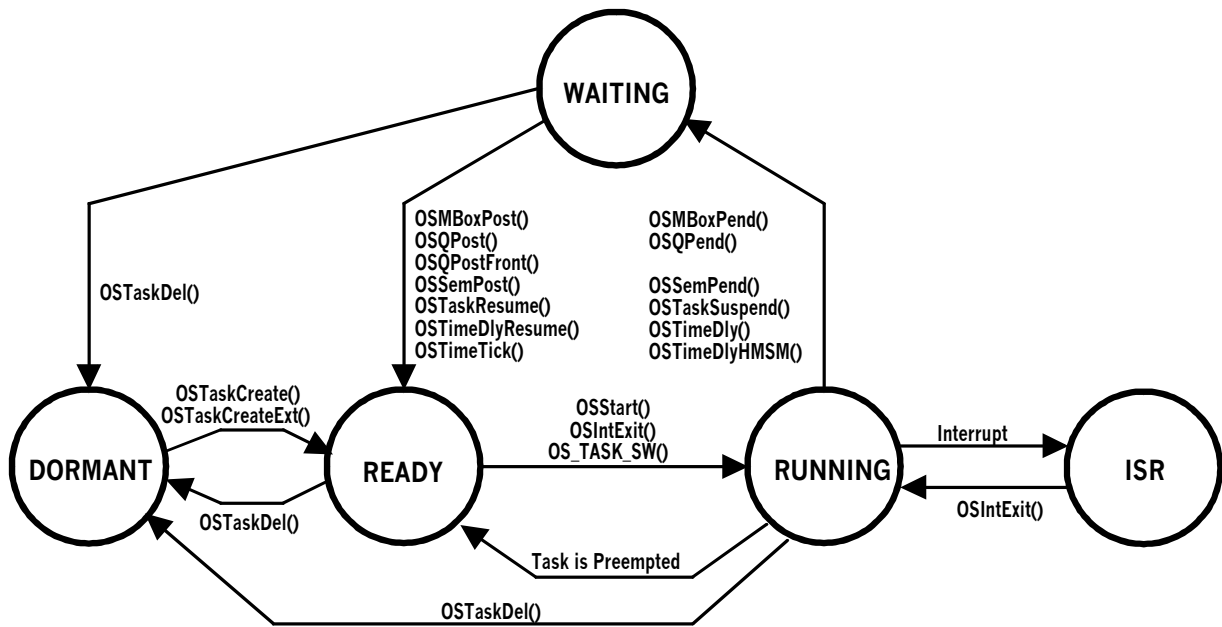 WAITING
OSMBoxPost()
OSQPost()
OSQPostFront()
OSSemPost()
OSTaskResume()
OSTimeDlyResume()
OSTimeTick()
OSMBoxPend()
OSQPend()
OSSemPend()
OSTaskSuspend()
OSTimeDly()
OSTimeDlyHMSM()
OSTaskDel()
OSTaskCreate()
OSTaskCreateExt()
OSStart()
OSIntExit()
OS_TASK_SW()
Interrupt
DORMANT
READY
RUNNING
ISR
OSTaskDel()
OSIntExit()
Task is Preempted
OSTaskDel()